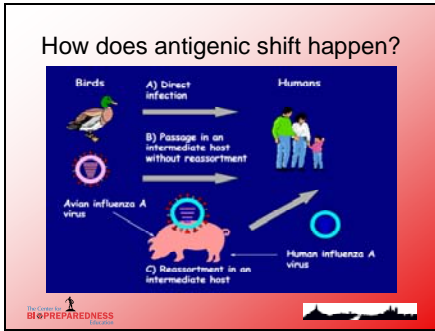 How does antigenic shift happen?
Birds
A) Direct
infection
Humans
B) Passage in an
intermediate host
without reassortment
Avian influenza A
virus
Human influenza A
virus
C) Reassortment in an
intermediate host
The Center for
BIOPREPAREDNESS
Education